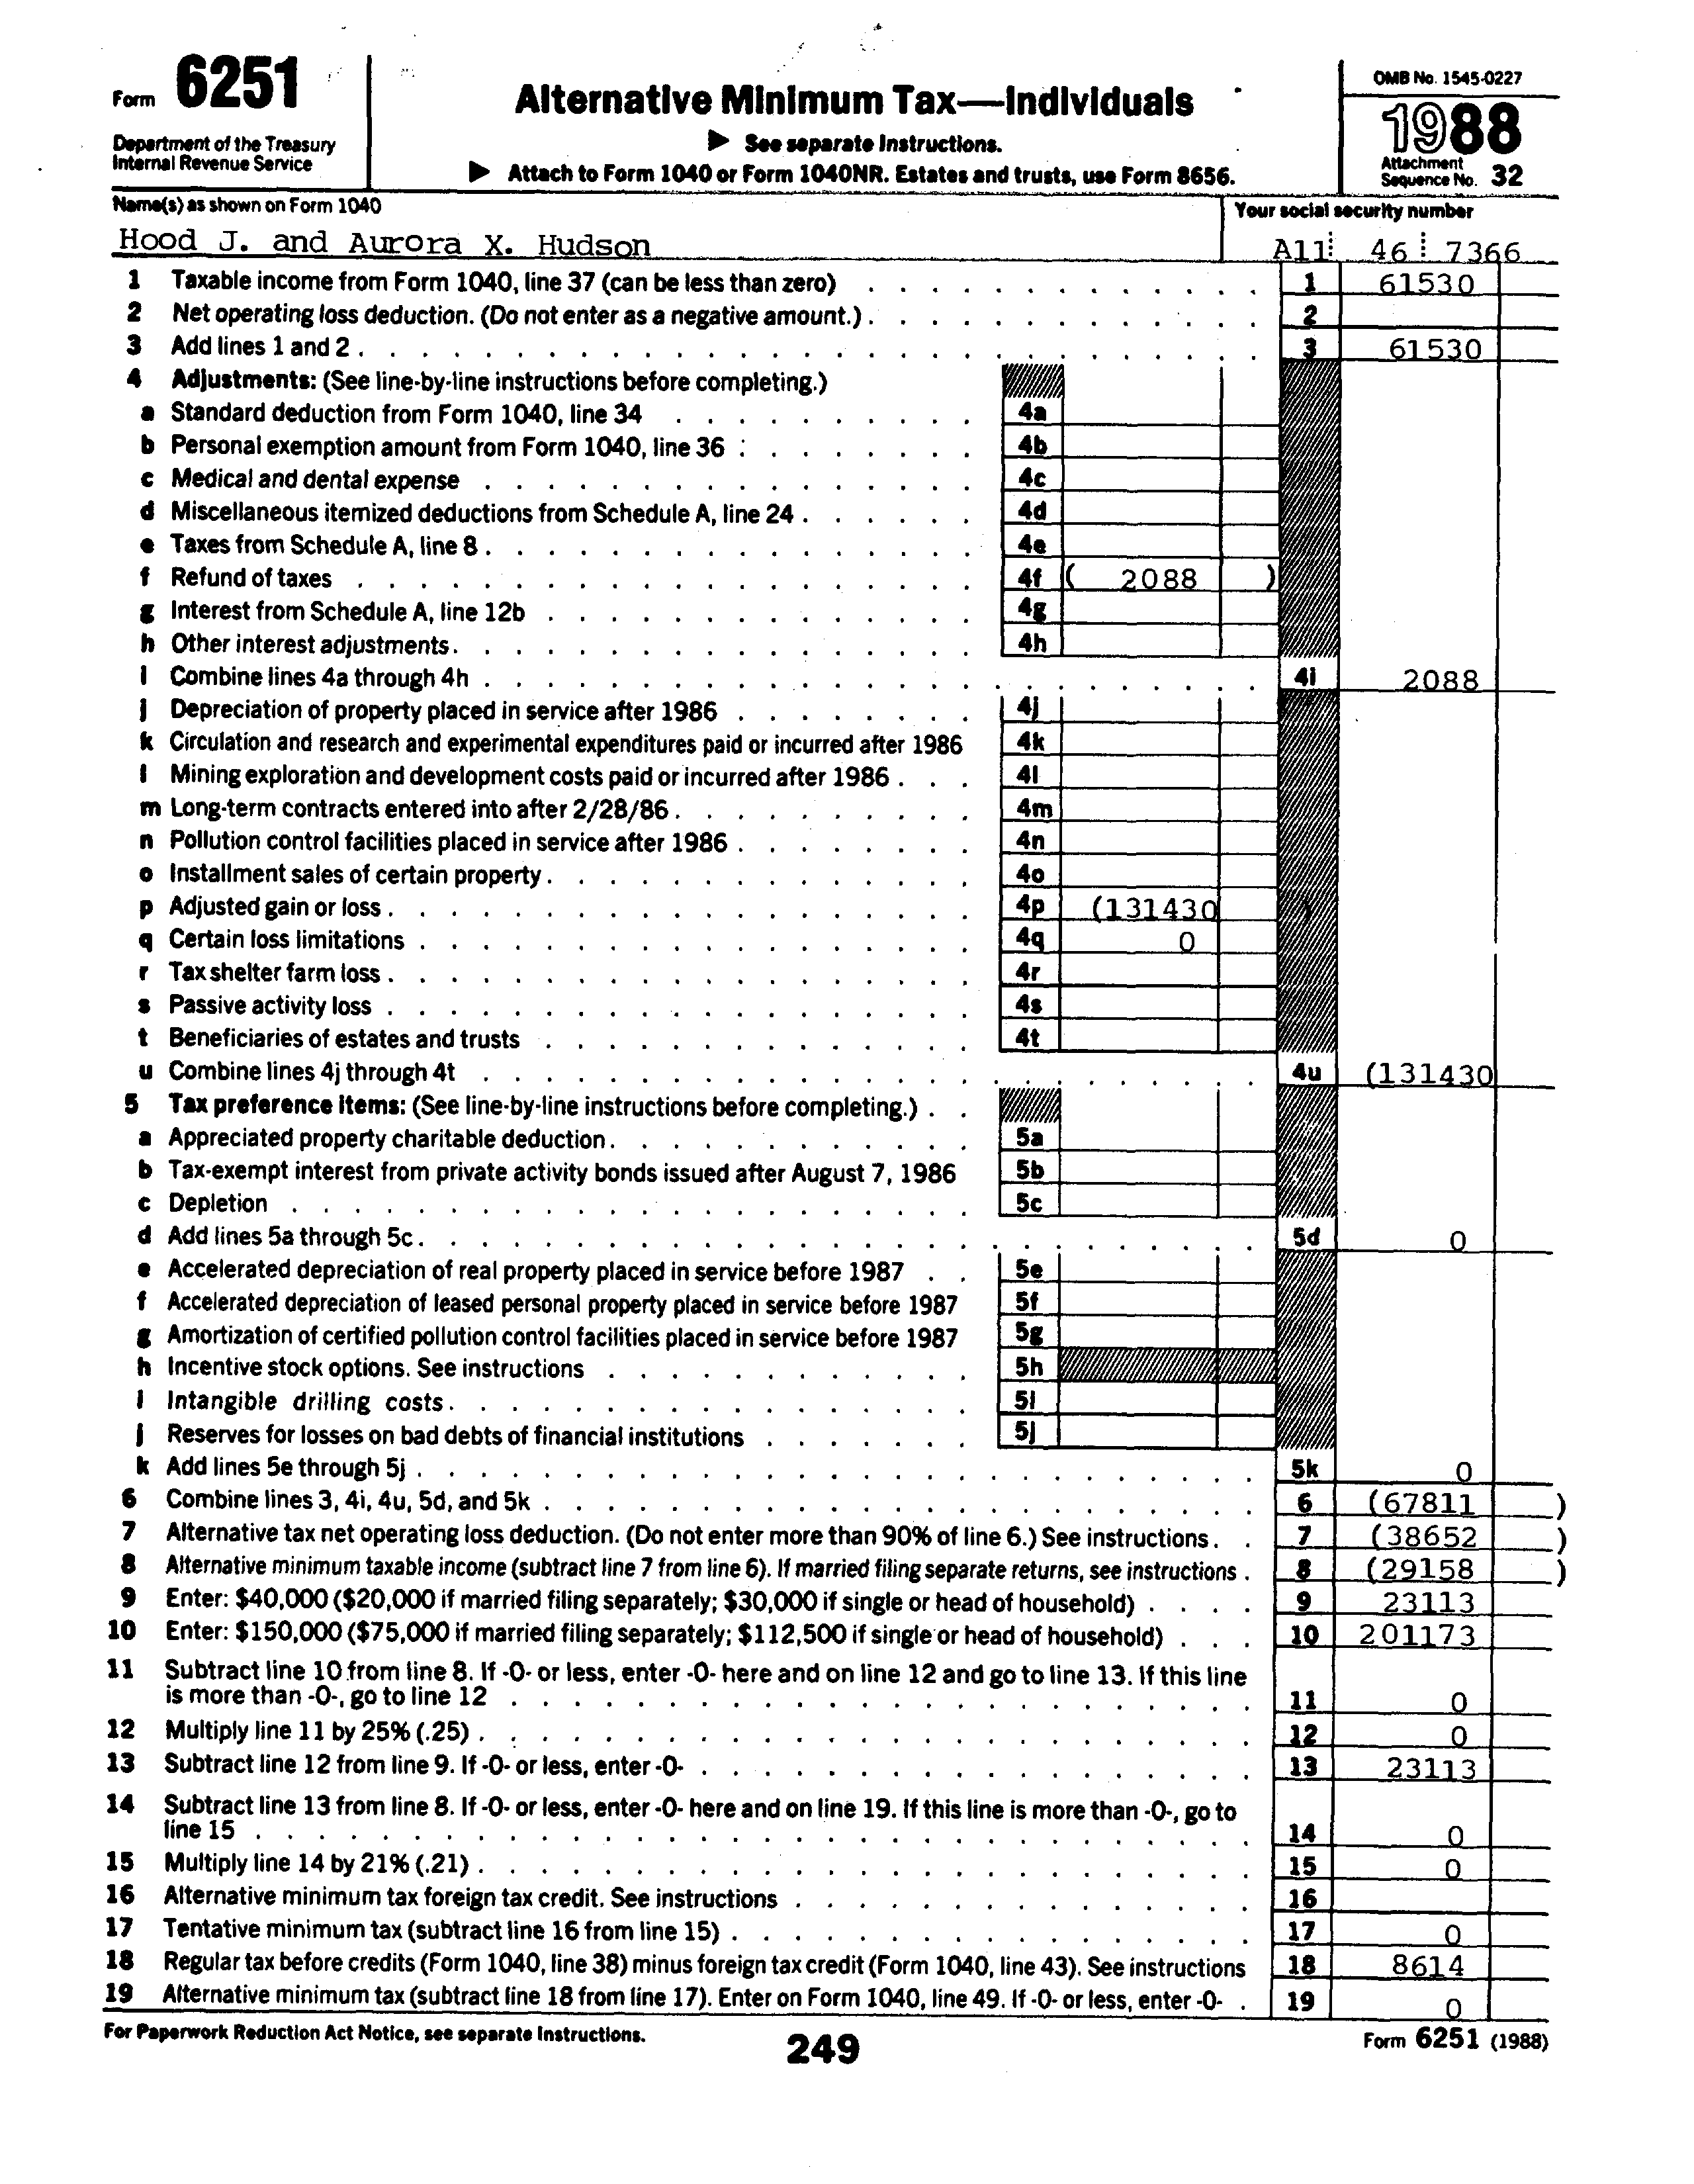 Form 6251
Department of the Treasury
Internal Revenue Service
Alternative Minimum Tax—Individuals
▶ See separate Instructions.
▶ Attach to Form 1040 or Form 1040NR. Estates and trusts, use Form 8656.
OMB No. 1545-0227
1988
Attachment
Sequence No. 32
Name(s) as shown on Form 1040
Your social security number
Hood J. and Aurora X. Hudson
A11 46 7366
1 Taxable income from Form 1040, line 37 (can be less than zero) 1 61530
2 Net operating loss deduction. (Do not enter as a negative amount.) 2
3 Add lines 1 and 2 3 61530
4 Adjustments: (See line-by-line instructions before completing.)
a Standard deduction from Form 1040, line 34 4a
b Personal exemption amount from Form 1040, line 36 4b
c Medical and dental expense 4c
d Miscellaneous itemized deductions from Schedule A, line 24 4d
e Taxes from Schedule A, line 8 4e
f Refund of taxes 4f ( 2088 )
g Interest from Schedule A, line 12b 4g
h Other interest adjustments 4h
i Combine lines 4a through 4h 4i 2088
j Depreciation of property placed in service after 1986 4j
k Circulation and research and experimental expenditures paid or incurred after 1986 4k
l Mining exploration and development costs paid or incurred after 1986 4l
m Long-term contracts entered into after 2/28/86 4m
n Pollution control facilities placed in service after 1986 4n
o Installment sales of certain property 4o
p Adjusted gain or loss 4p (131430 )
q Certain loss limitations 4q 0
r Tax shelter farm loss 4r
s Passive activity loss 4s
t Beneficiaries of estates and trusts 4t
u Combine lines 4j through 4t 4u (131430
5 Tax preference items: (See line-by-line instructions before completing.)
a Appreciated property charitable deduction 5a
b Tax-exempt interest from private activity bonds issued after August 7, 1986 5b
c Depletion 5c
d Add lines 5a through 5c 5d 0
e Accelerated depreciation of real property placed in service before 1987 5e
f Accelerated depreciation of leased personal property placed in service before 1987 5f
g Amortization of certified pollution control facilities placed in service before 1987 5g
h Incentive stock options. See instructions 5h
i Intangible drilling costs 5i
j Reserves for losses on bad debts of financial institutions 5j
k Add lines 5e through 5j 5k 0
6 Combine lines 3, 4i, 4u, 5d, and 5k 6 (67811 )
7 Alternative tax net operating loss deduction. (Do not enter more than 90% of line 6.) See instructions 7 (38652 )
8 Alternative minimum taxable income (subtract line 7 from line 6). If married filing separate returns, see instructions 8 (29158 )
9 Enter: $40,000 ($20,000 if married filing separately; $30,000 if single or head of household) 9 23113
10 Enter: $150,000 ($75,000 if married filing separately; $112,500 if single or head of household) 10 201173
11 Subtract line 10 from line 8. If -0- or less, enter -0- here and on line 12 and go to line 13. If this line
is more than -0-, go to line 12 11 0
12 Multiply line 11 by 25% (.25) 12 0
13 Subtract line 12 from line 9. If -0- or less, enter -0- 13 23113
14 Subtract line 13 from line 8. If -0- or less, enter -0- here and on line 19. If this line is more than -0-, go to
line 15 14 0
15 Multiply line 14 by 21% (.21) 15 0
16 Alternative minimum tax foreign tax credit. See instructions 16
17 Tentative minimum tax (subtract line 16 from line 15) 17 0
18 Regular tax before credits (Form 1040, line 38) minus foreign tax credit (Form 1040, line 43). See instructions 18 8614
19 Alternative minimum tax (subtract line 18 from line 17). Enter on Form 1040, line 49. If -0- or less, enter -0- 19 0
For Paperwork Reduction Act Notice, see separate Instructions.
249
Form 6251 (1988)